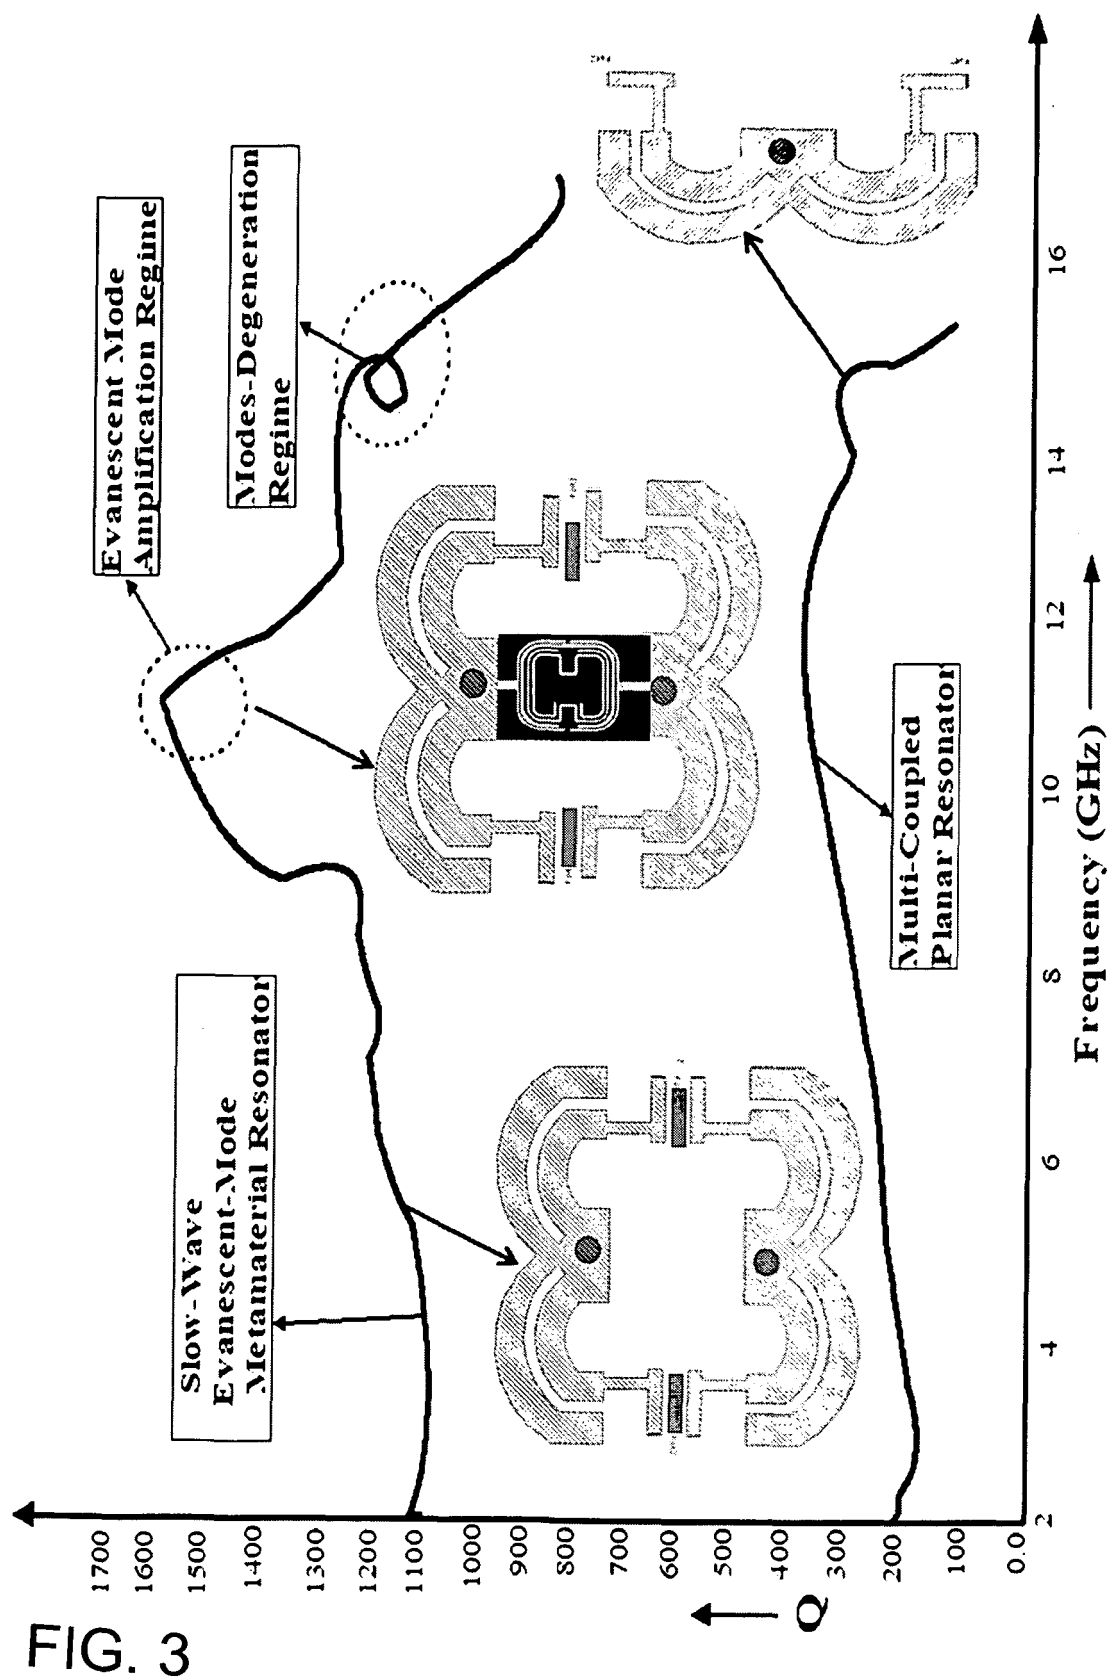 Evanescent Mode
Amplification Regime
Modes-Degeneration
Regime
Slow-Wave
Evanescent-Mode
Metamaterial Resonator
Multi-Coupled
Planar Resonator
Q
1700
1600
1500
1400
1300
1200
1100
1000
900
800
700
600
500
400
300
200
100
0.0
2
4
6
8
10
12
14
16
Frequency (GHz)
FIG. 3